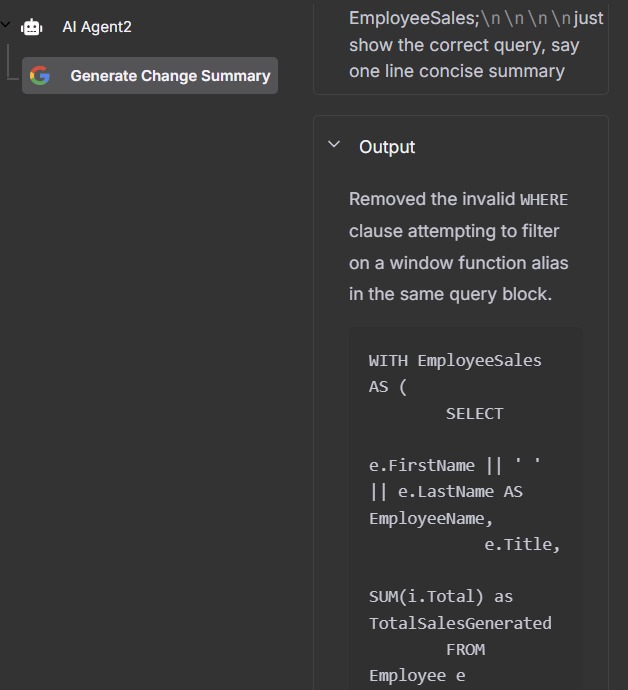 AI Agent2
Generate Change Summary
EmployeeSales;\n\n\n\njust
show the correct query, say
one line concise summary
Output
Removed the invalid WHERE
clause attempting to filter
on a window function alias
in the same query block.
WITH EmployeeSales
AS (
SELECT
e.FirstName || ' '
|| e.LastName AS
EmployeeName,
e.Title,
SUM(i.Total) as
TotalSalesGenerated
FROM
Employee e